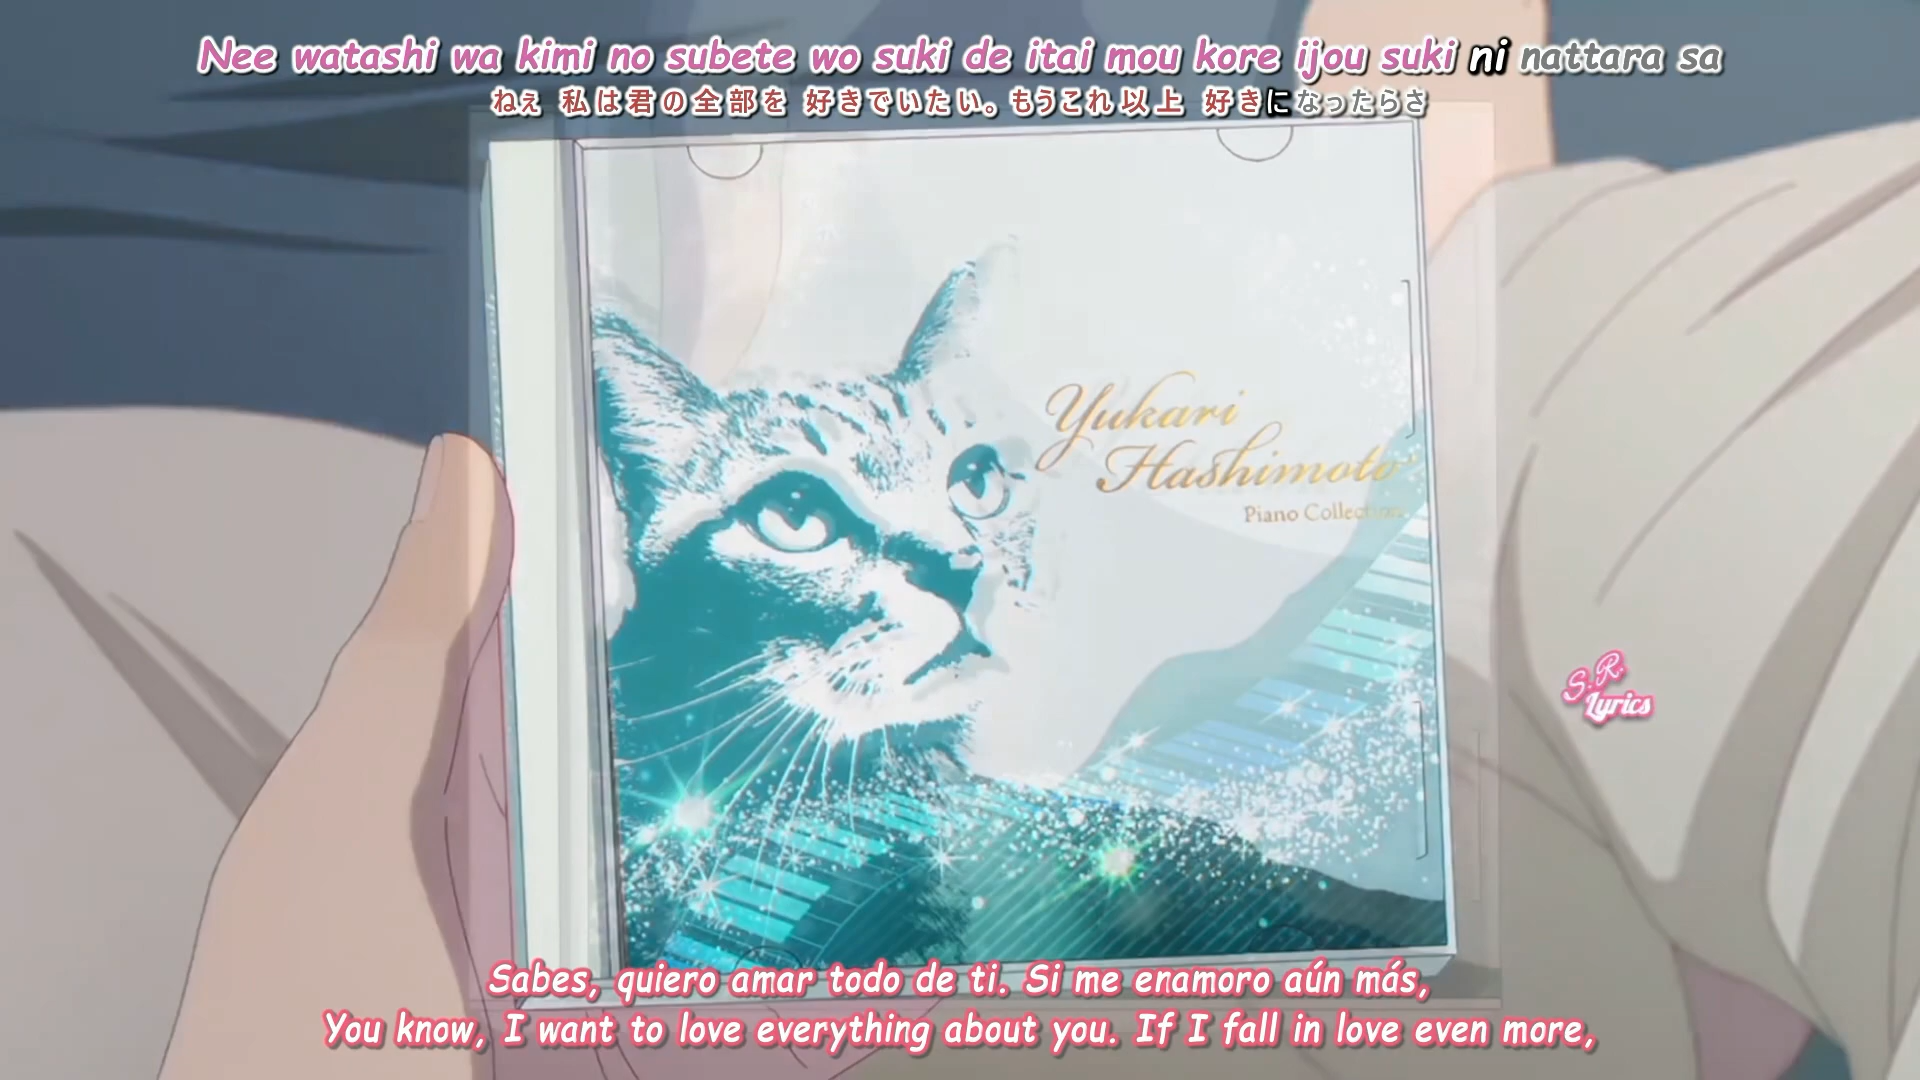 Nee watashi wa kimi no subete wo suki de itai mou kore ijou suki ni nattara sa
ねぇ 私は君の全部を 好きでいたい。もうこれ以上 好きになったらさ
Yukari
Hashimoto
Piano Collection
S.R.
Lyrics
Sabes, quiero amar todo de ti. Si me enamoro aún más,
You know, I want to love everything about you. If I fall in love even more,